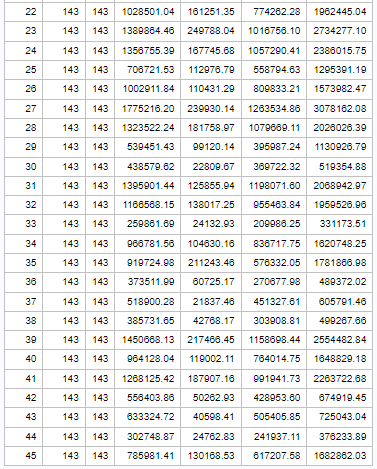 22 143 143 1028501.04 161251.35 774262.28 1962445.04
23 143 143 1389864.46 249788.04 1016756.10 2734277.10
24 143 143 1356755.39 167745.68 1057290.41 2386015.75
25 143 143 706721.53 112976.79 558794.63 1295391.19
26 143 143 1002911.84 110431.29 809833.21 1573982.47
27 143 143 1775216.20 239930.14 1263534.86 3078162.08
28 143 143 1323522.24 181758.97 1079669.11 2026026.39
29 143 143 539451.43 99120.14 395987.24 1130926.79
30 143 143 438579.62 22809.67 369722.32 519354.88
31 143 143 1395901.44 125855.94 1198071.60 2068942.97
32 143 143 1166568.15 138017.25 955463.84 1959526.96
33 143 143 259861.69 24132.93 209986.25 331173.51
34 143 143 966781.56 104630.16 836717.75 1620748.25
35 143 143 919724.98 211243.46 576332.05 1781866.98
36 143 143 373511.99 60725.17 270677.98 489372.02
37 143 143 518900.28 21837.46 451327.61 605791.46
38 143 143 385731.65 42768.17 303908.81 499267.66
39 143 143 1450668.13 217466.45 1158698.44 2554482.84
40 143 143 964128.04 119002.11 764014.75 1648829.18
41 143 143 1268125.42 187907.16 991941.73 2263722.68
42 143 143 556403.86 50262.93 428953.60 674919.45
43 143 143 633324.72 40598.41 505405.85 725043.04
44 143 143 302748.87 24762.83 241937.11 376233.89
45 143 143 785981.41 130168.53 617207.58 1682862.03